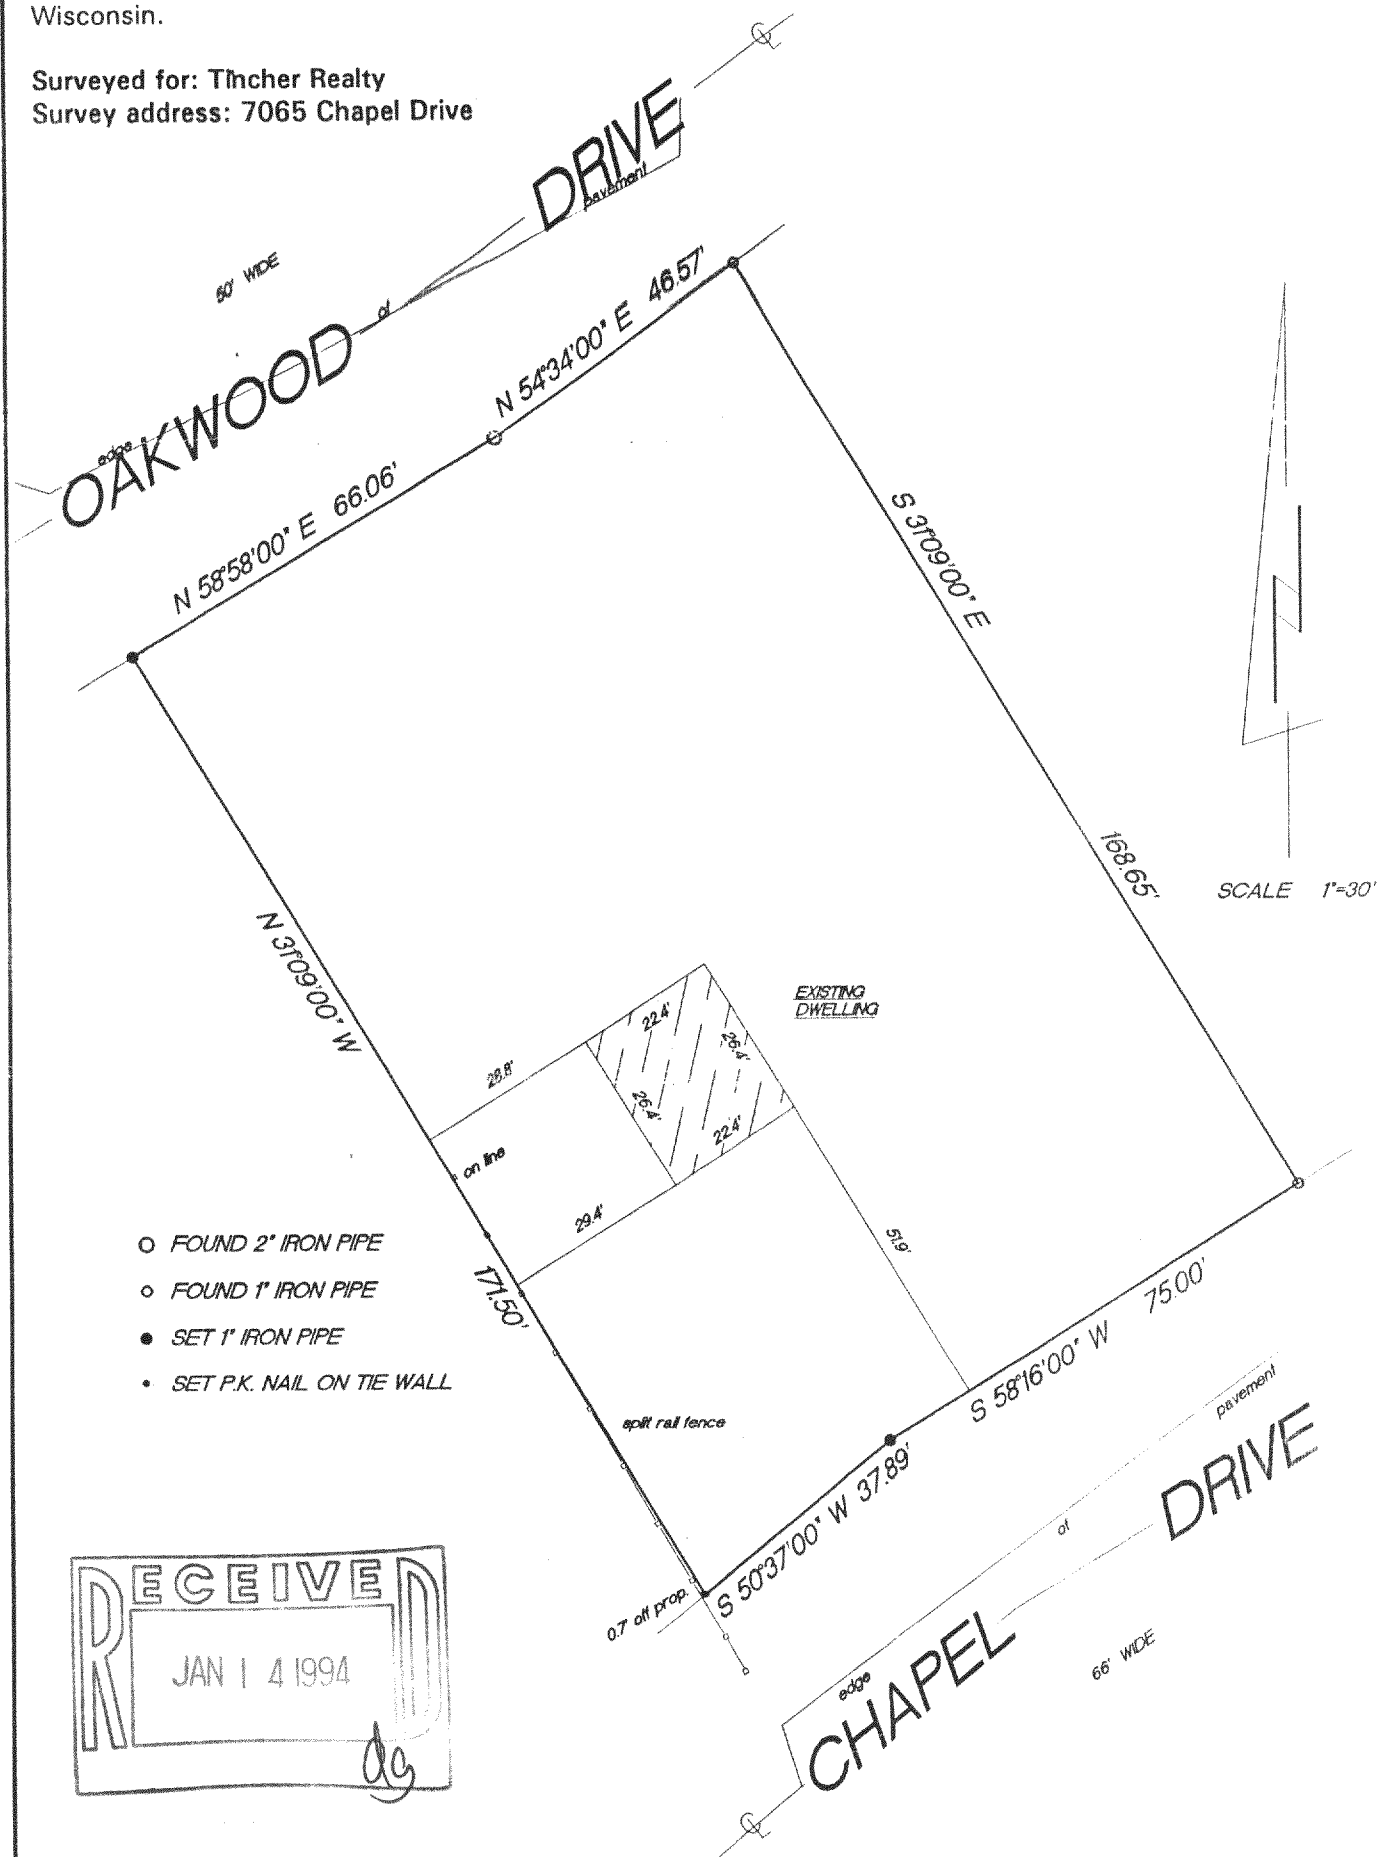 Wisconsin.
Surveyed for: Tincher Realty
Survey address: 7065 Chapel Drive
℄
OAKWOOD DRIVE
edge of pavement
50' WIDE
N 58°58'00" E 66.06'
N 54°34'00" E 46.57'
S 31°09'00" E
168.65'
SCALE 1"=30'
N 31°09'00" W
171.50'
EXISTING
DWELLING
22.4'
26.4'
26.4'
22.4'
28.8'
on line
29.4'
51.9'
○ FOUND 2" IRON PIPE
○ FOUND 1" IRON PIPE
● SET 1" IRON PIPE
• SET P.K. NAIL ON TIE WALL
split rail fence
S 58°16'00" W 75.00'
S 50°37'00" W 37.89'
0.7' off prop.
edge of pavement
CHAPEL DRIVE
66' WIDE
℄
RECEIVED
JAN 14 1994
dg